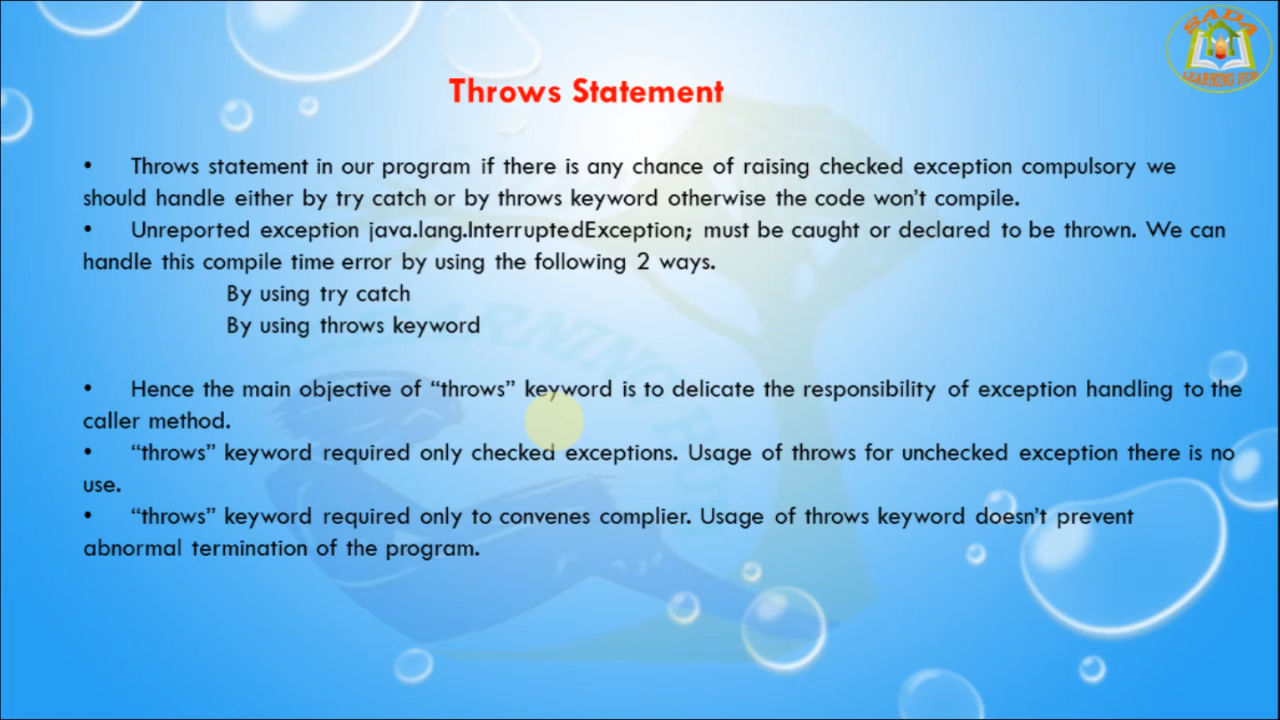 SADA
LEARNING HUB
Throws Statement
• Throws statement in our program if there is any chance of raising checked exception compulsory we
should handle either by try catch or by throws keyword otherwise the code won’t compile.
• Unreported exception java.lang.InterruptedException; must be caught or declared to be thrown. We can
handle this compile time error by using the following 2 ways.
By using try catch
By using throws keyword
• Hence the main objective of “throws” keyword is to delicate the responsibility of exception handling to the
caller method.
• “throws” keyword required only checked exceptions. Usage of throws for unchecked exception there is no
use.
• “throws” keyword required only to convenes complier. Usage of throws keyword doesn’t prevent
abnormal termination of the program.